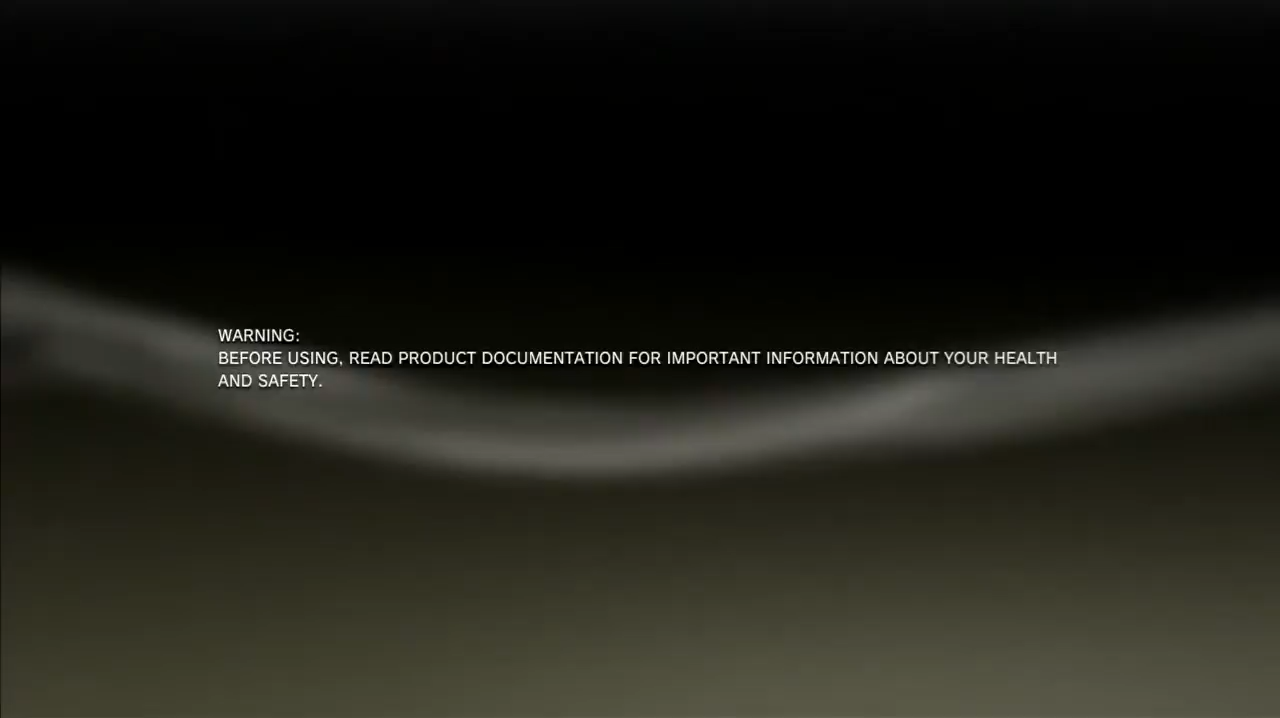 WARNING:
BEFORE USING, READ PRODUCT DOCUMENTATION FOR IMPORTANT INFORMATION ABOUT YOUR HEALTH
AND SAFETY.